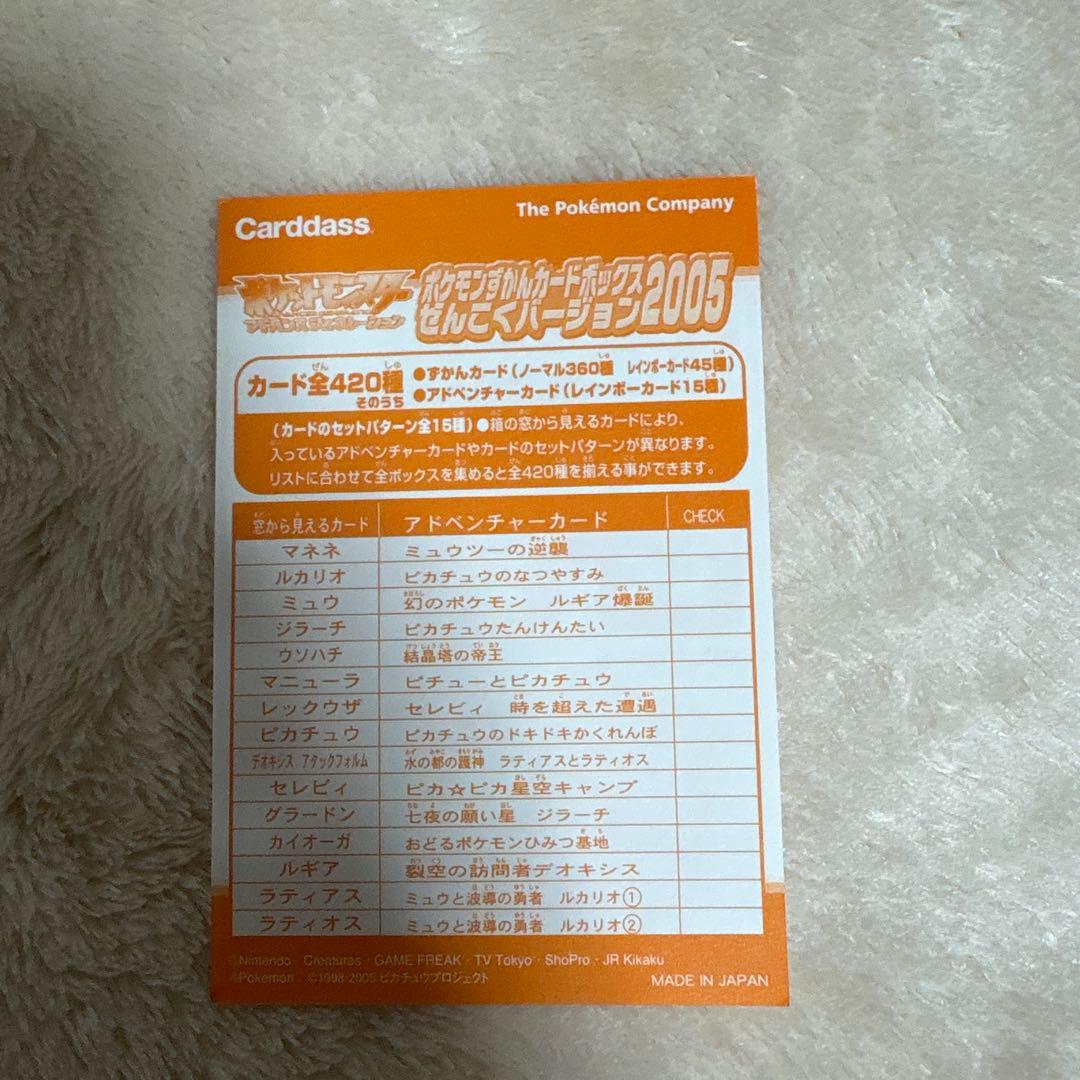 Carddass
The Pokémon Company
ポケットモンスター
アドバンスジェネレーション
ポケモンずかんカードボックス
ぜんこくバージョン2005
カード全420種
そのうち
●ずかんカード(ノーマル360種 レインボーカード45種)
●アドベンチャーカード(レインボーカード15種)
(カードのセットパターン全15種)●箱の窓から見えるカードにより、
入っているアドベンチャーカードやカードのセットパターンが異なります。
リストに合わせて全ボックスを集めると全420種を揃える事ができます。
窓から見えるカード アドベンチャーカード CHECK
マネネ ミュウツーの逆襲
ルカリオ ピカチュウのなつやすみ
ミュウ 幻のポケモン ルギア爆誕
ジラーチ ピカチュウたんけんたい
ウソハチ 結晶塔の帝王
マニューラ ピチューとピカチュウ
レックウザ セレビィ 時を超えた遭遇
ピカチュウ ピカチュウのドキドキかくれんぼ
デオキシス アタックフォルム 水の都の護神 ラティアスとラティオス
セレビィ ピカ☆ピカ星空キャンプ
グラードン 七夜の願い星 ジラーチ
カイオーガ おどるポケモンひみつ基地
ルギア 裂空の訪問者デオキシス
ラティアス ミュウと波導の勇者 ルカリオ①
ラティオス ミュウと波導の勇者 ルカリオ②
©Nintendo・Creatures・GAME FREAK・TV Tokyo・ShoPro・JR Kikaku
©Pokémon ©1998-2005 ピカチュウプロジェクト
MADE IN JAPAN